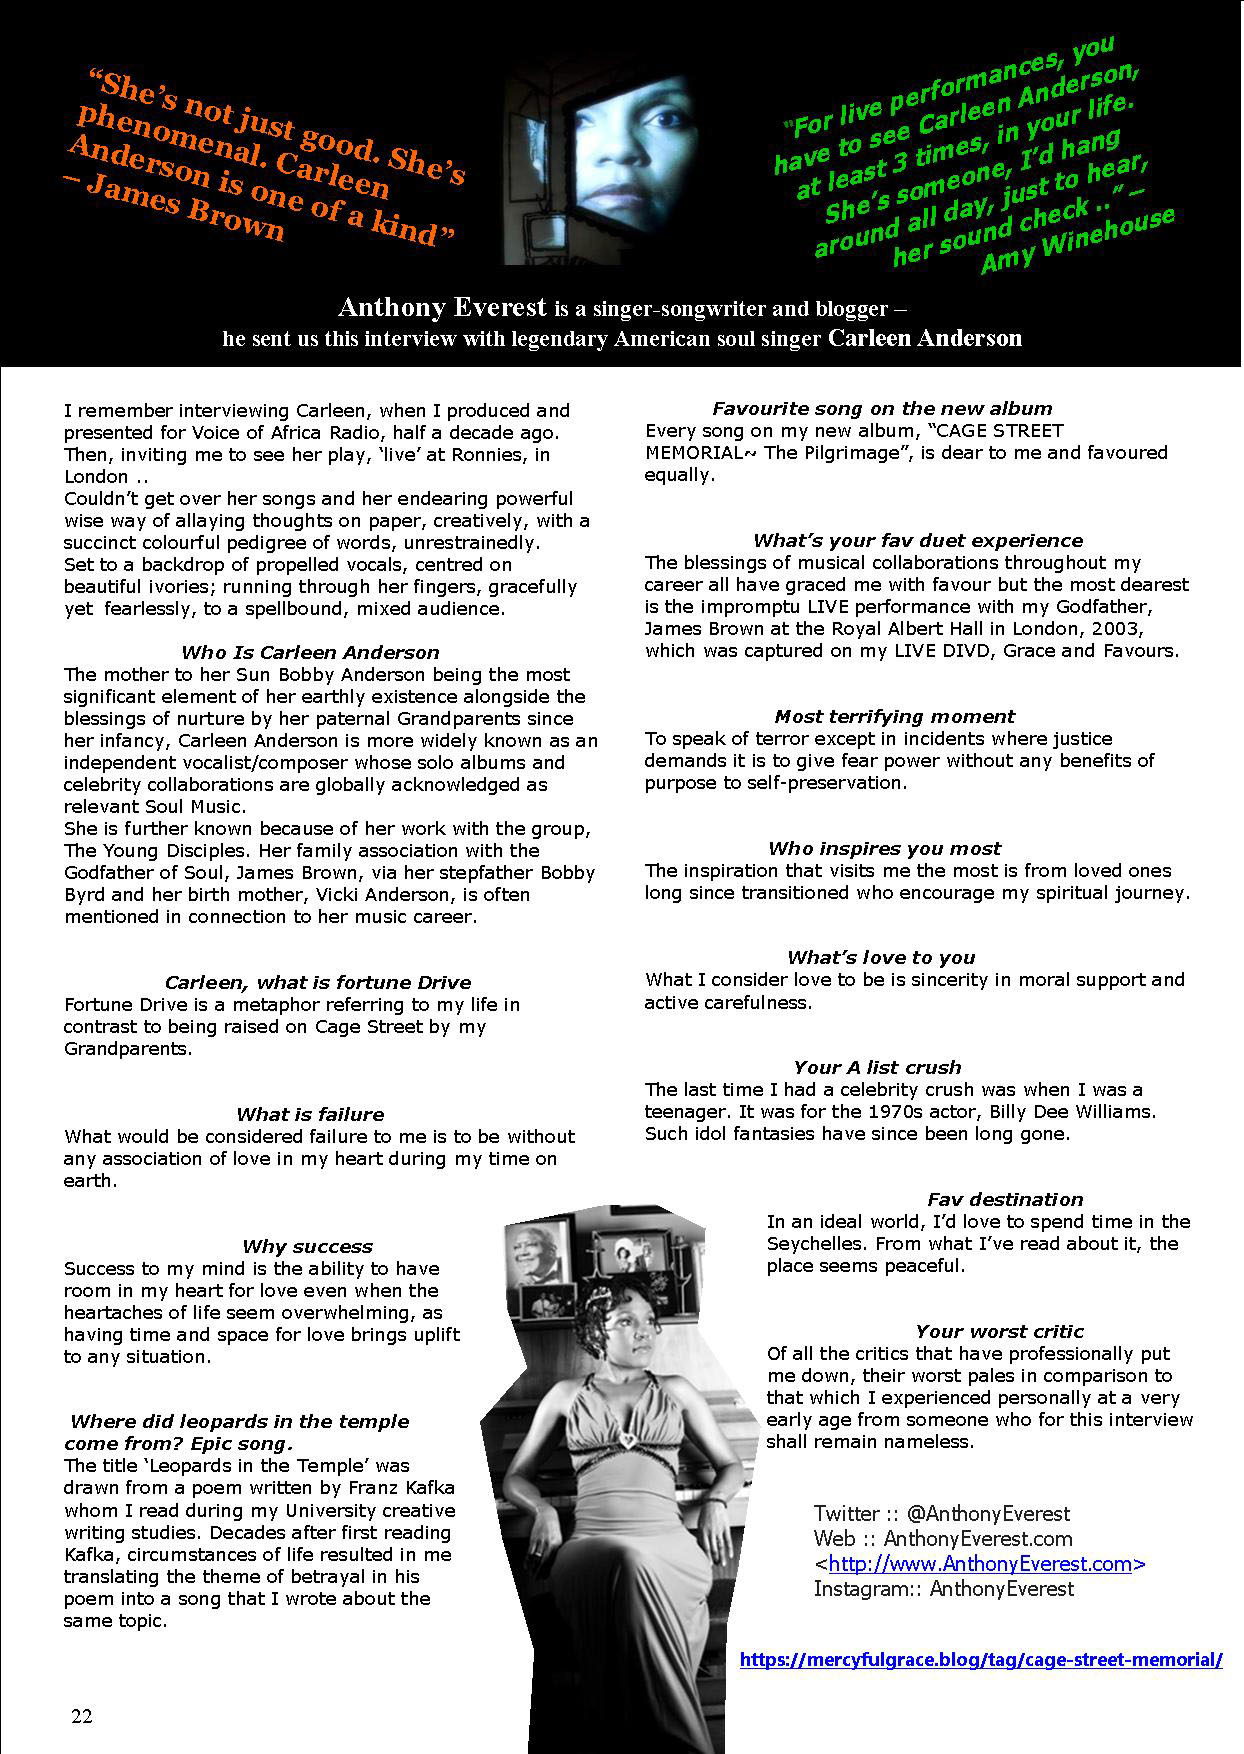 “She’s not just good. She’s
phenomenal. Carleen
Anderson is one of a kind”
– James Brown
“For live performances, you
have to see Carleen Anderson,
at least 3 times, in your life.
She’s someone, I’d hang
around all day, just to hear,
her sound check ..” –
Amy Winehouse
Anthony Everest is a singer-songwriter and blogger –
he sent us this interview with legendary American soul singer Carleen Anderson
I remember interviewing Carleen, when I produced and
presented for Voice of Africa Radio, half a decade ago.
Then, inviting me to see her play, ‘live’ at Ronnies, in
London ..
Couldn’t get over her songs and her endearing powerful
wise way of allaying thoughts on paper, creatively, with a
succinct colourful pedigree of words, unrestrainedly.
Set to a backdrop of propelled vocals, centred on
beautiful ivories; running through her fingers, gracefully
yet fearlessly, to a spellbound, mixed audience.
Who Is Carleen Anderson
The mother to her Sun Bobby Anderson being the most
significant element of her earthly existence alongside the
blessings of nurture by her paternal Grandparents since
her infancy, Carleen Anderson is more widely known as an
independent vocalist/composer whose solo albums and
celebrity collaborations are globally acknowledged as
relevant Soul Music.
She is further known because of her work with the group,
The Young Disciples. Her family association with the
Godfather of Soul, James Brown, via her stepfather Bobby
Byrd and her birth mother, Vicki Anderson, is often
mentioned in connection to her music career.
Carleen, what is fortune Drive
Fortune Drive is a metaphor referring to my life in
contrast to being raised on Cage Street by my
Grandparents.
What is failure
What would be considered failure to me is to be without
any association of love in my heart during my time on
earth.
Why success
Success to my mind is the ability to have
room in my heart for love even when the
heartaches of life seem overwhelming, as
having time and space for love brings uplift
to any situation.
Where did leopards in the temple
come from? Epic song.
The title ‘Leopards in the Temple’ was
drawn from a poem written by Franz Kafka
whom I read during my University creative
writing studies. Decades after first reading
Kafka, circumstances of life resulted in me
translating the theme of betrayal in his
poem into a song that I wrote about the
same topic.
Favourite song on the new album
Every song on my new album, “CAGE STREET
MEMORIAL~ The Pilgrimage”, is dear to me and favoured
equally.
What’s your fav duet experience
The blessings of musical collaborations throughout my
career all have graced me with favour but the most dearest
is the impromptu LIVE performance with my Godfather,
James Brown at the Royal Albert Hall in London, 2003,
which was captured on my LIVE DIVD, Grace and Favours.
Most terrifying moment
To speak of terror except in incidents where justice
demands it is to give fear power without any benefits of
purpose to self-preservation.
Who inspires you most
The inspiration that visits me the most is from loved ones
long since transitioned who encourage my spiritual journey.
What’s love to you
What I consider love to be is sincerity in moral support and
active carefulness.
Your A list crush
The last time I had a celebrity crush was when I was a
teenager. It was for the 1970s actor, Billy Dee Williams.
Such idol fantasies have since been long gone.
Fav destination
In an ideal world, I’d love to spend time in the
Seychelles. From what I’ve read about it, the
place seems peaceful.
Your worst critic
Of all the critics that have professionally put
me down, their worst pales in comparison to
that which I experienced personally at a very
early age from someone who for this interview
shall remain nameless.
Twitter :: @AnthonyEverest
Web :: AnthonyEverest.com
<http://www.AnthonyEverest.com>
Instagram:: AnthonyEverest
https://mercyfulgrace.blog/tag/cage-street-memorial/
22